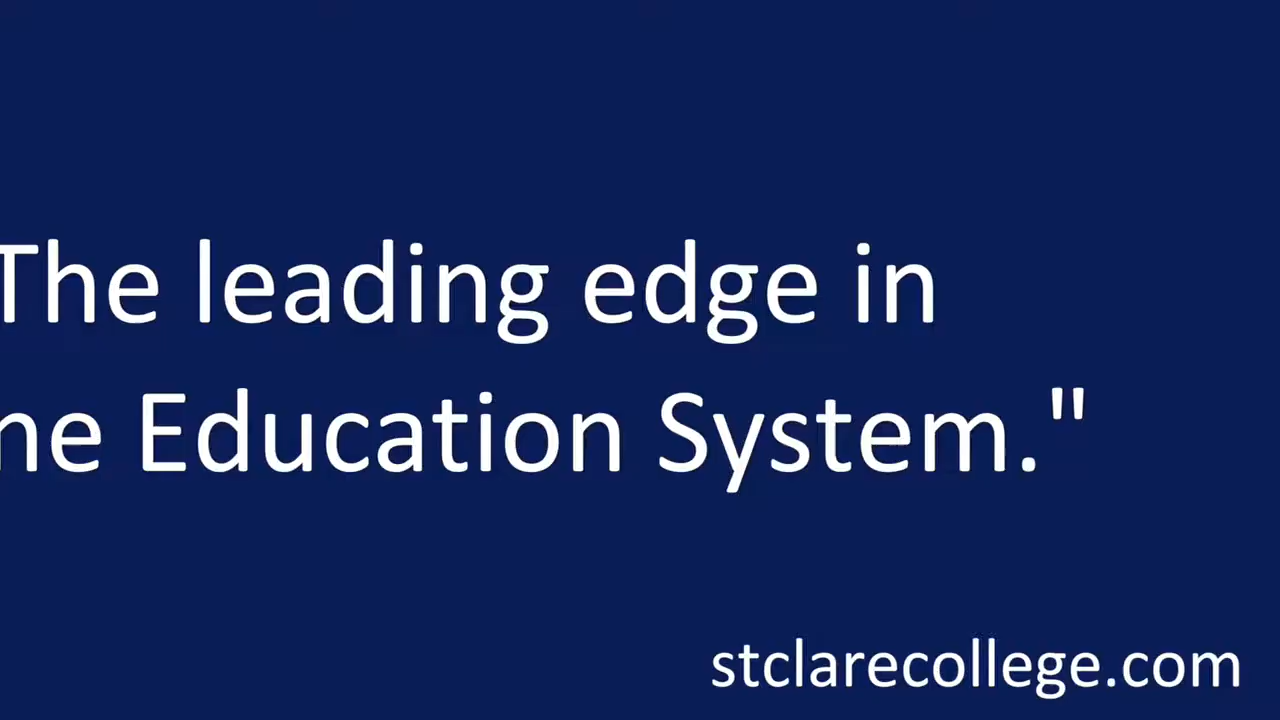 The leading edge in
ne Education System."
stclarecollege.com